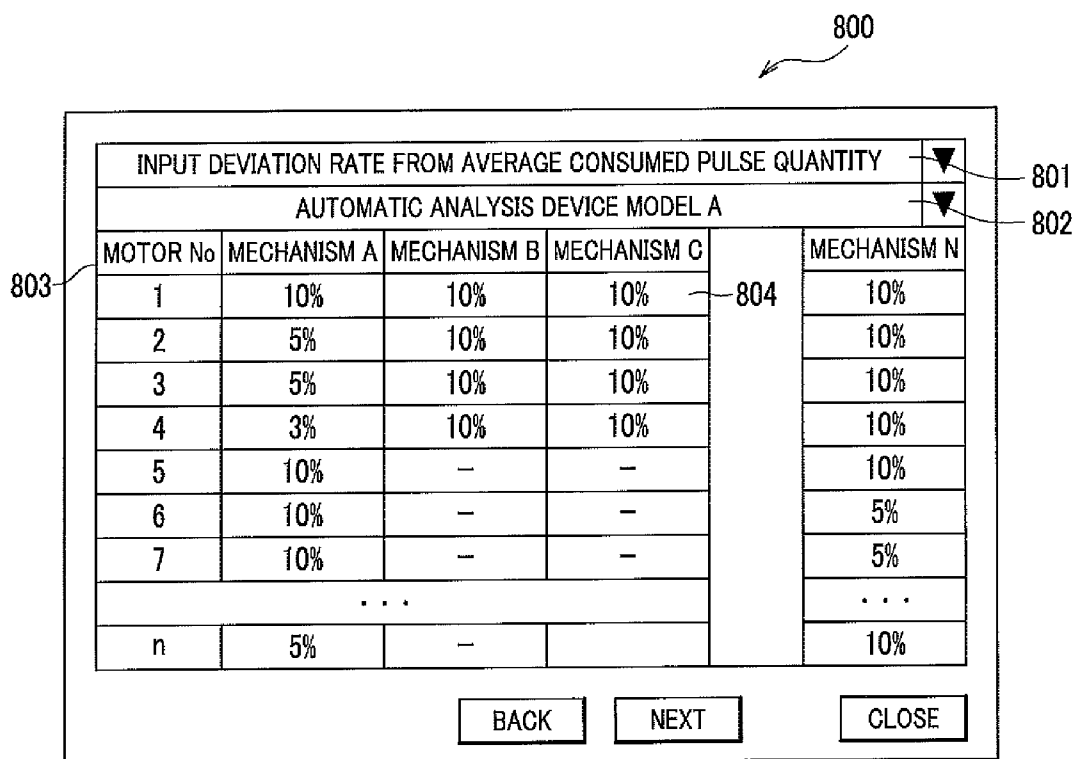 800
INPUT DEVIATION RATE FROM AVERAGE CONSUMED PULSE QUANTITY ▼ 801
AUTOMATIC ANALYSIS DEVICE MODEL A ▼ 802
803 MOTOR No MECHANISM A MECHANISM B MECHANISM C MECHANISM N
1 10% 10% 10% 804 10%
2 5% 10% 10% 10%
3 5% 10% 10% 10%
4 3% 10% 10% 10%
5 10% — — 10%
6 10% — — 5%
7 10% — — 5%
· · · · · ·
n 5% — 10%
BACK NEXT CLOSE